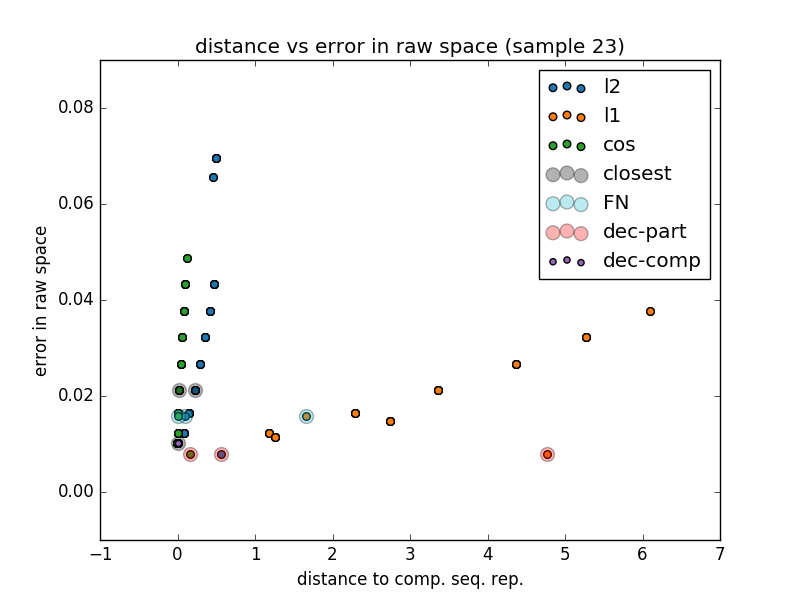 distance vs error in raw space (sample 23)
l2
l1
cos
closest
FN
dec-part
dec-comp
0.08
0.06
0.04
0.02
0.00
error in raw space
−1 0 1 2 3 4 5 6 7
distance to comp. seq. rep.